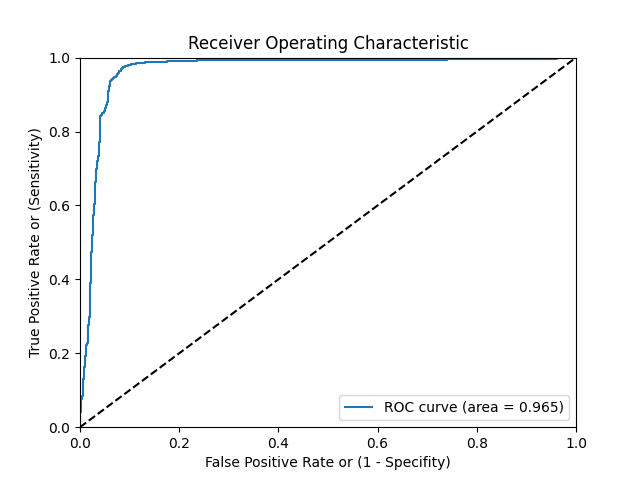 Receiver Operating Characteristic
1.0
0.8
0.6
0.4
0.2
0.0
True Positive Rate or (Sensitivity)
ROC curve (area = 0.965)
0.0 0.2 0.4 0.6 0.8 1.0
False Positive Rate or (1 - Specifity)